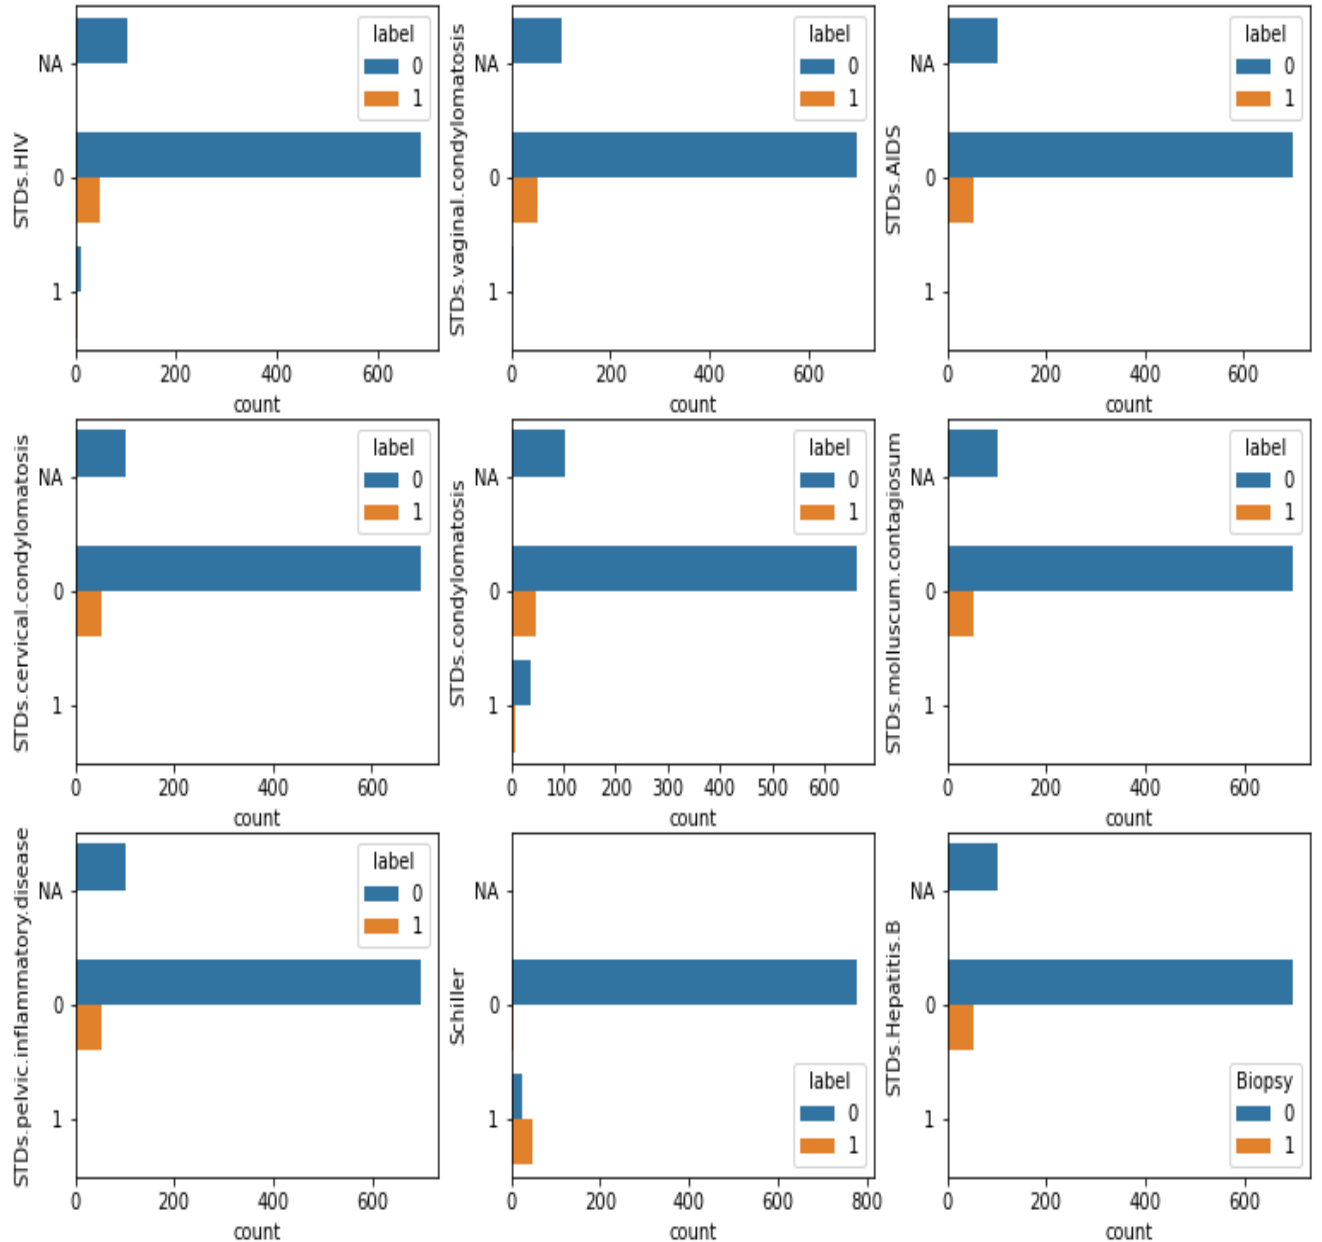 STDs.HIV
NA
0
1
label
0
1
0 200 400 600
count
STDs.vaginal.condylomatosis
label
0
1
0 200 400 600
count
STDs.AIDS
NA
0
1
label
0
1
0 200 400 600
count
STDs.cervical.condylomatosis
NA
0
1
label
0
1
0 200 400 600
count
STDs.condylomatosis
NA
0
1
label
0
1
0 100 200 300 400 500 600
count
STDs.molluscum.contagiosum
NA
0
1
label
0
1
0 200 400 600
count
STDs.pelvic.inflammatory.disease
NA
0
1
label
0
1
0 200 400 600
count
Schiller
NA
0
1
label
0
1
0 200 400 600 800
count
STDs.Hepatitis.B
NA
0
1
Biopsy
0
1
0 200 400 600
count